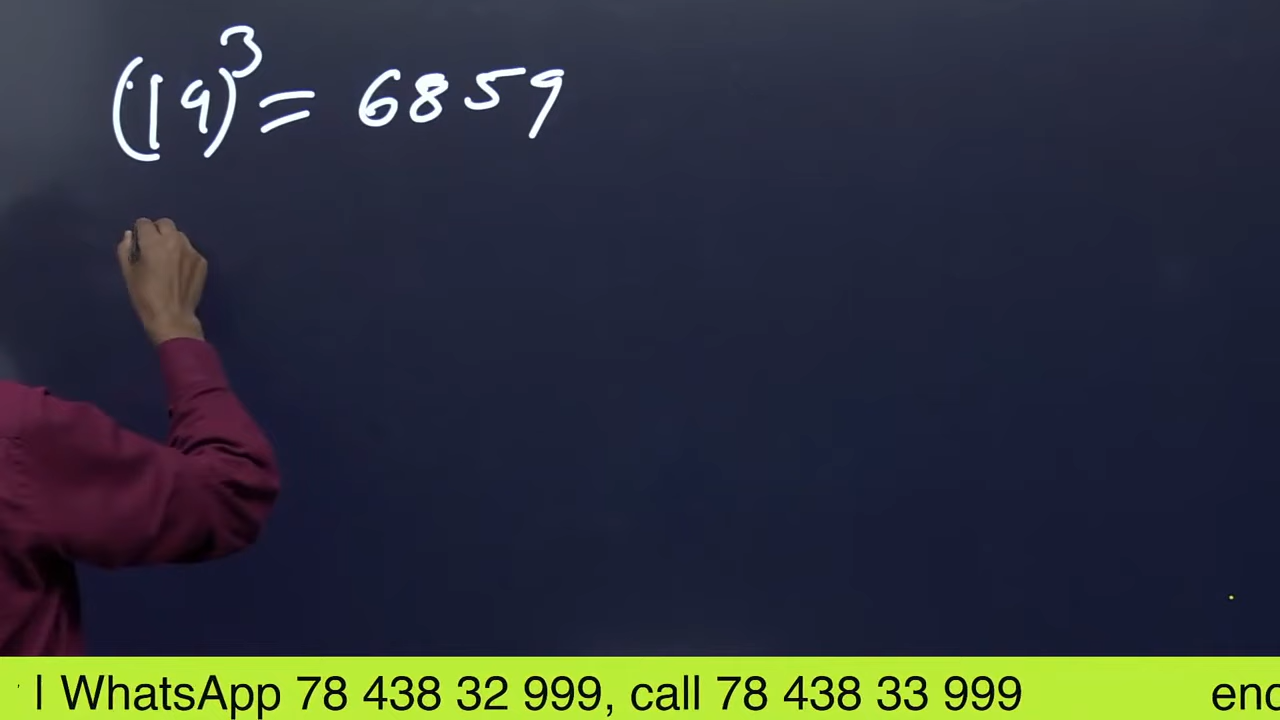 (19)³ = 6859
| WhatsApp 78 438 32 999, call 78 438 33 999